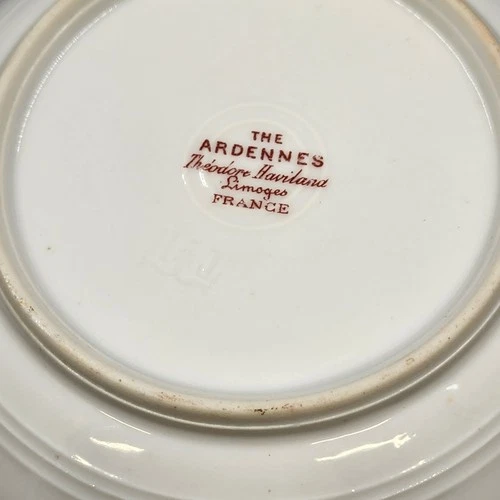 THE
ARDENNES
Théodore Haviland
Limoges
FRANCE